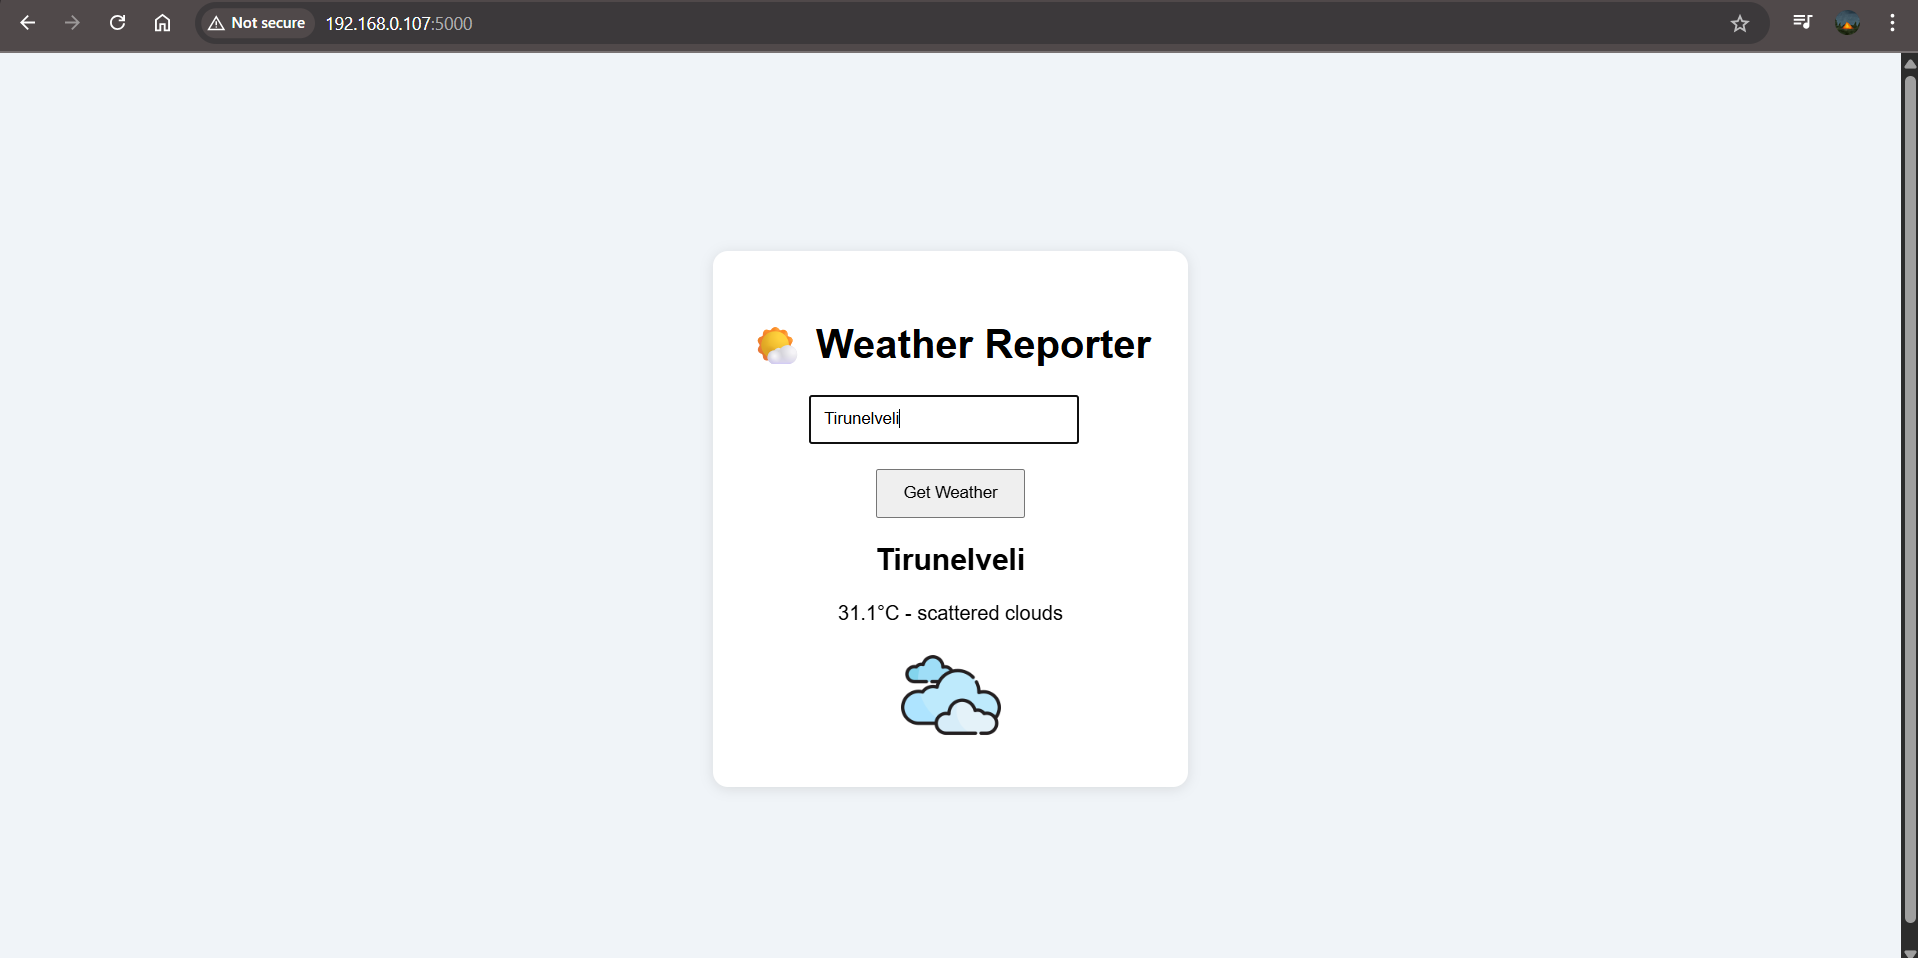 Not secure 192.168.0.107:5000
Weather Reporter
Tirunelveli
Get Weather
Tirunelveli
31.1°C - scattered clouds